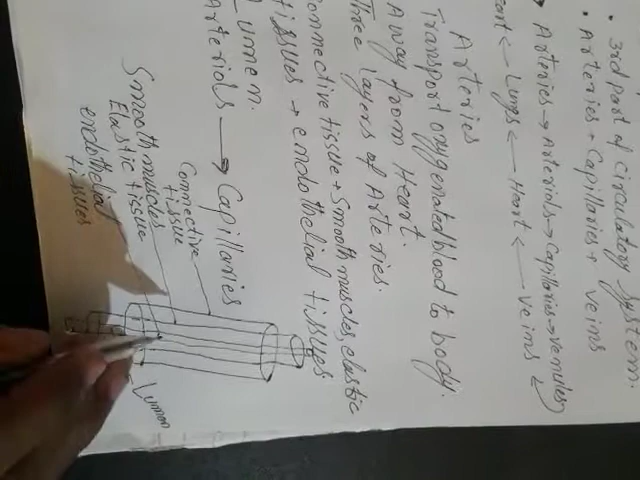 • 3rd part of circulatory system.
• Arteries + Capillaries + veins
Arteries → Arteriols → Capillaries → Venules
← Lungs ← Heart ← Veins
Arteries
Transport oxygenated blood to body.
Away from Heart.
Three layers of Arteries.
Connective tissue + Smooth muscles, elastic
tissues + endothelial tissues
Lumen.
Arteriols → Capillaries
Connective
tissue
Smooth muscles
Elastic tissue
endothelial
tissues
Lumen